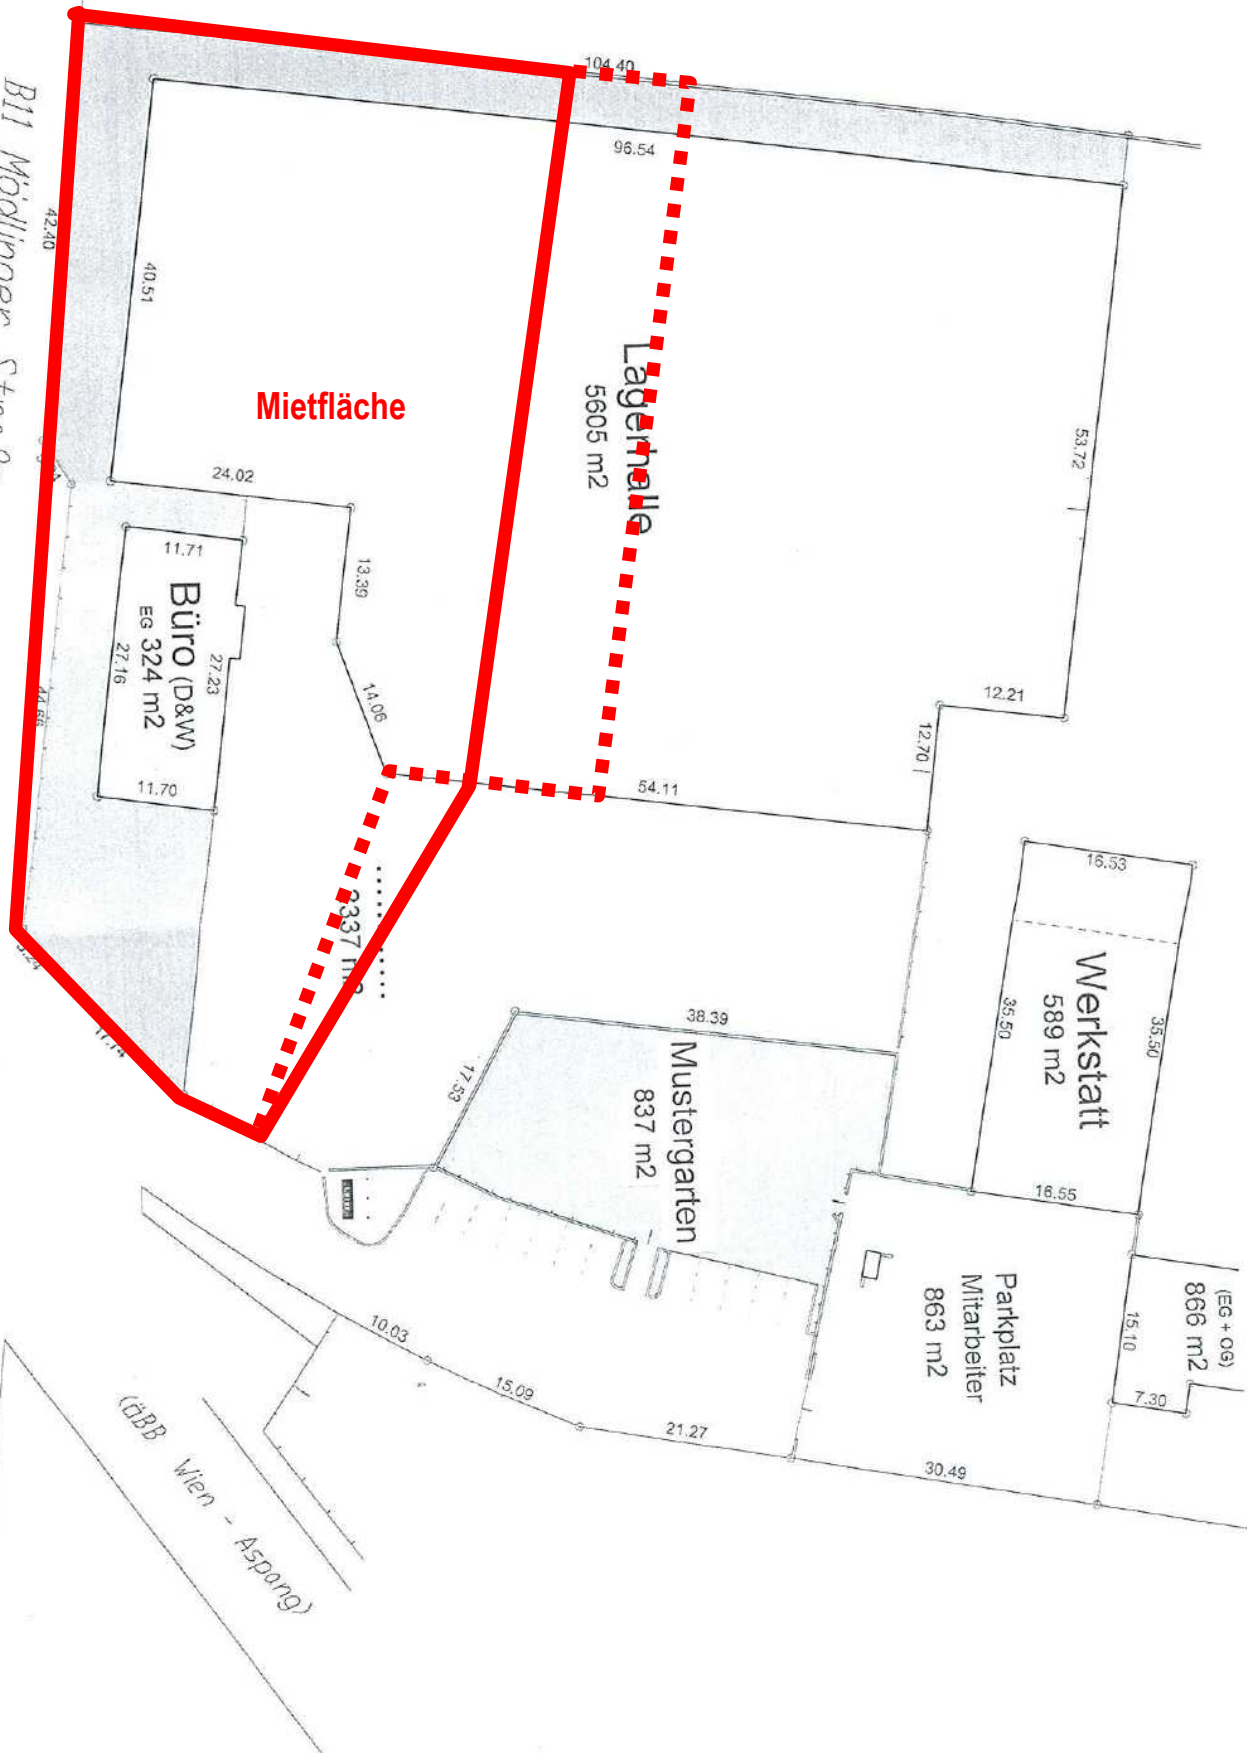 104.40
96.54
B11 Mödlinger
42.40
40.51
Mietfläche
Lagerhalle
5605 m2
53.72
24.02
13.39
14.06
11.71
Büro (D&W)
EG 324 m2
27.23
27.16
11.70
44.66
12.21
12.70
54.11
2337 m2
16.53
Werkstatt
589 m2
35.50
35.50
16.55
38.39
17.53
Mustergarten
837 m2
Parkplatz
Mitarbeiter
863 m2
(EG + OG)
866 m2
15.10
7.30
10.03
15.09
21.27
30.49
(ÖBB Wien - Aspang)